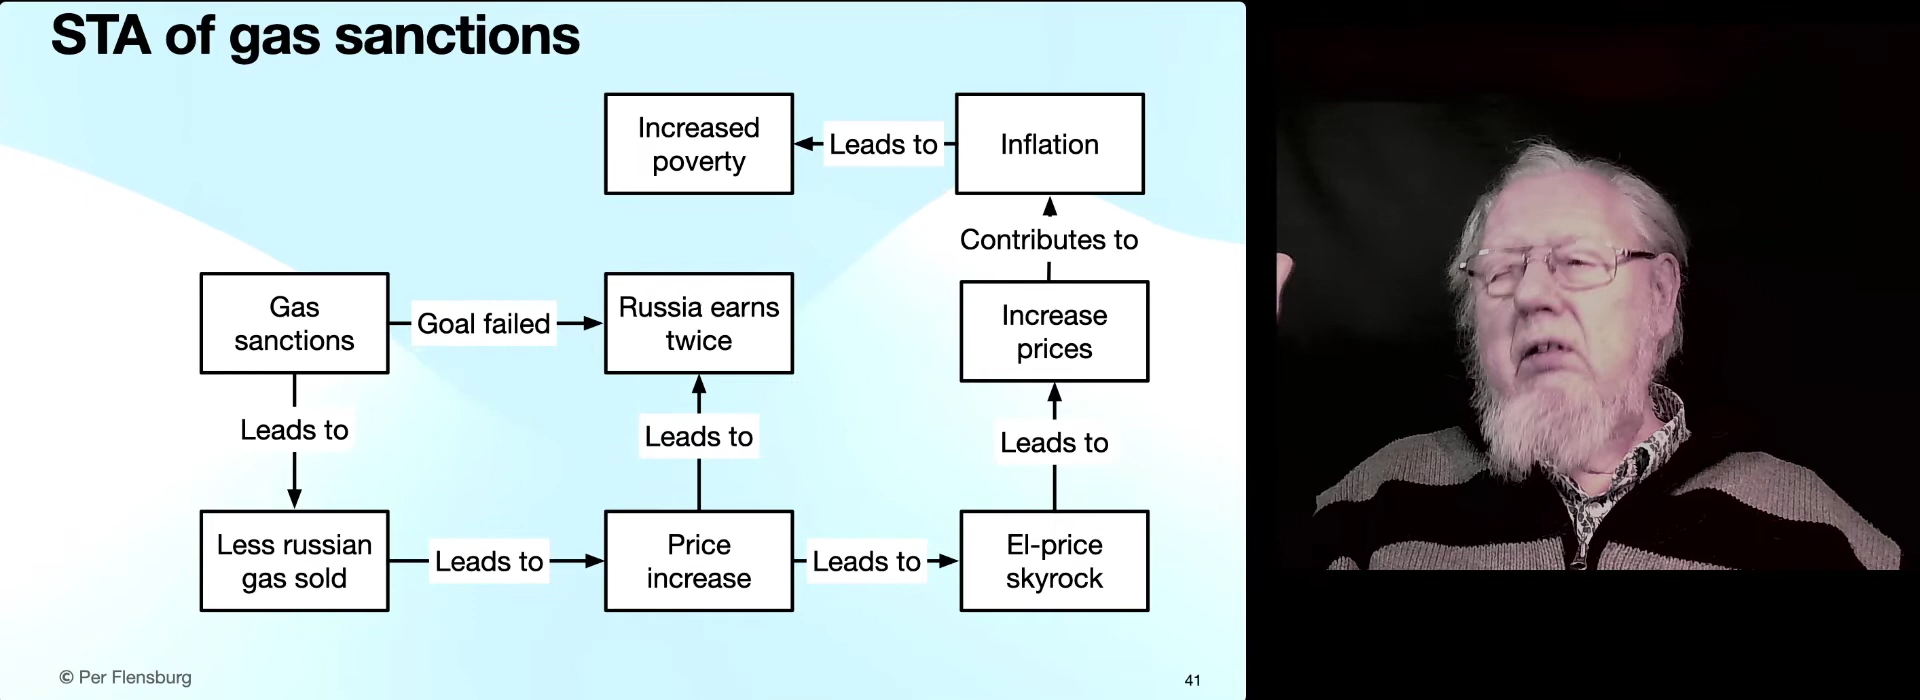 STA of gas sanctions
Increased
poverty
Leads to
Inflation
Contributes to
Gas
sanctions
Goal failed
Russia earns
twice
Increase
prices
Leads to
Leads to
Leads to
Less russian
gas sold
Leads to
Price
increase
Leads to
El-price
skyrock
© Per Flensburg
41